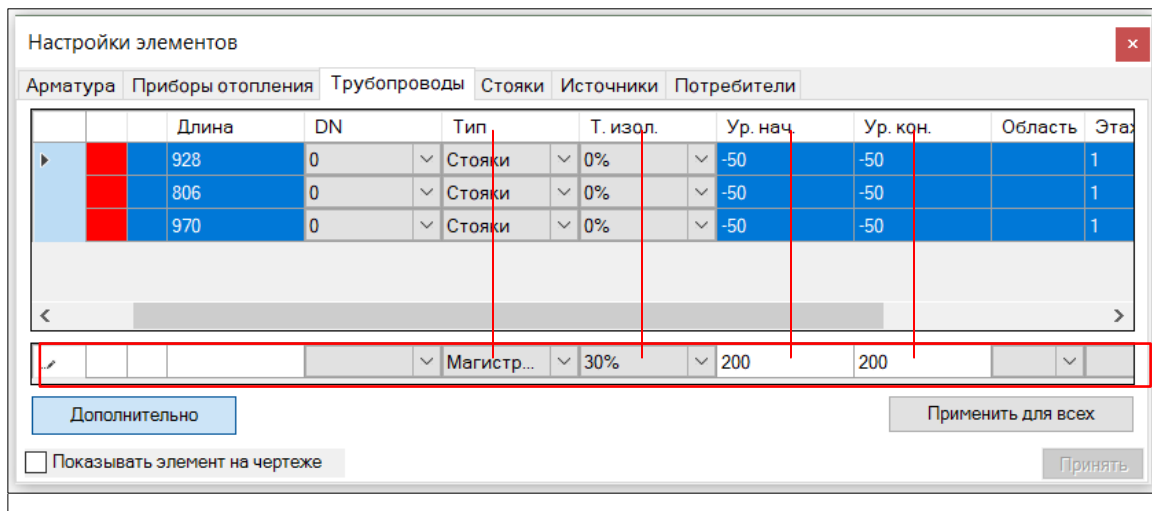 Настройки элементов
Арматура Приборы отопления Трубопроводы Стояки Источники Потребители
Длина DN Тип Т. изол. Ур. нач. Ур. кон. Область Этаж
928 0 Стояки 0% -50 -50 1
806 0 Стояки 0% -50 -50 1
970 0 Стояки 0% -50 -50 1
Магистр... 30% 200 200
Дополнительно Применить для всех
Показывать элемент на чертеже Принять